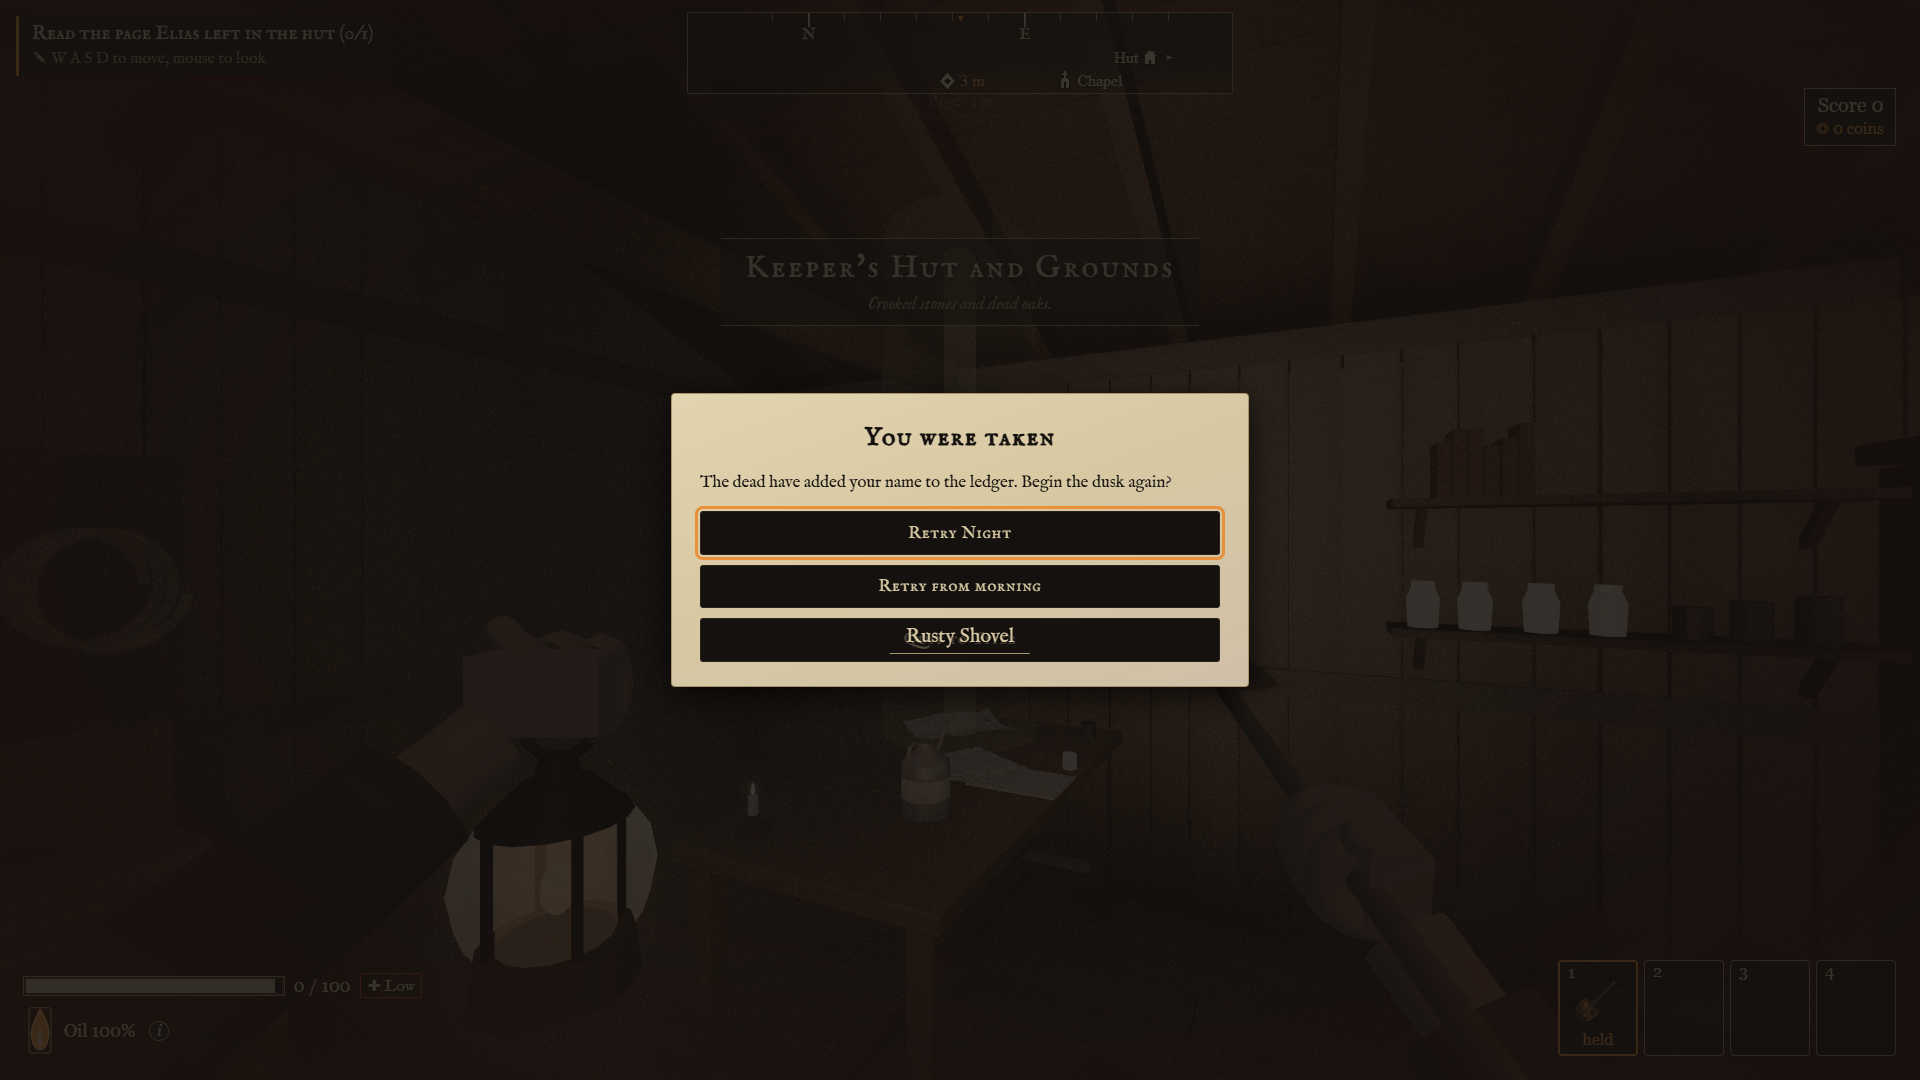 Read the page Elias left in the hut (0/1)
W A S D to move, mouse to look
N
E
Hut
3 m
Chapel
Page · 3 m
Score 0
0 coins
Keeper's Hut and Grounds
Crooked stones and dead oaks.
You were taken
The dead have added your name to the ledger. Begin the dusk again?
Retry Night
Retry from morning
Rusty Shovel
0 / 100
Low
Oil 100%
i
1
held
2
3
4